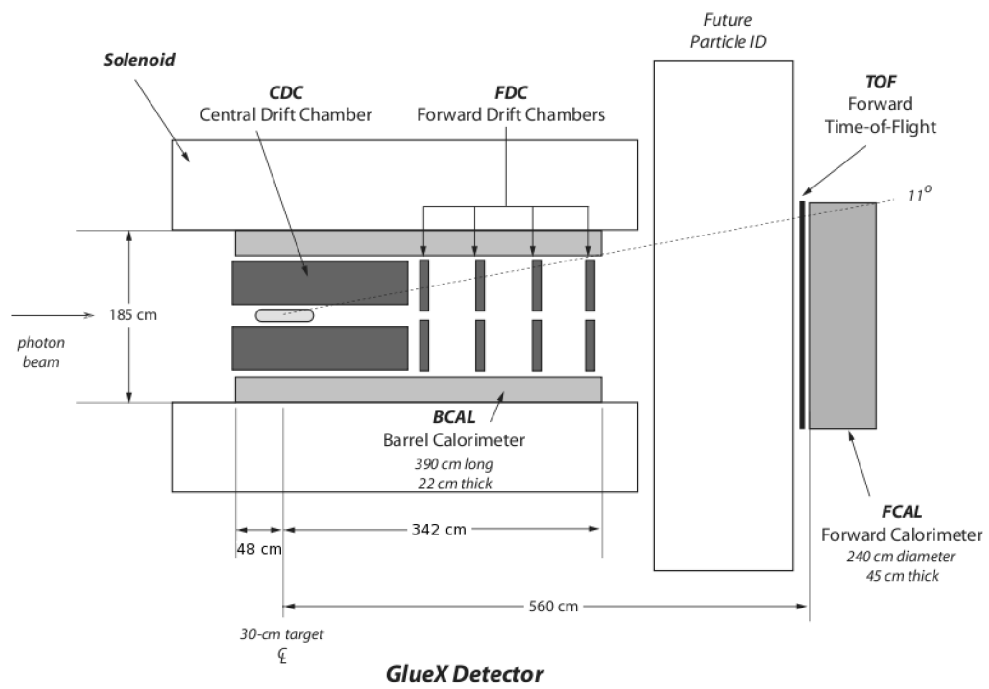 Future
Particle ID
Solenoid
CDC
Central Drift Chamber
FDC
Forward Drift Chambers
TOF
Forward
Time-of-Flight
11o
185 cm
photon
beam
BCAL
Barrel Calorimeter
390 cm long
22 cm thick
FCAL
Forward Calorimeter
240 cm diameter
45 cm thick
342 cm
48 cm
560 cm
30-cm target
℄
GlueX Detector